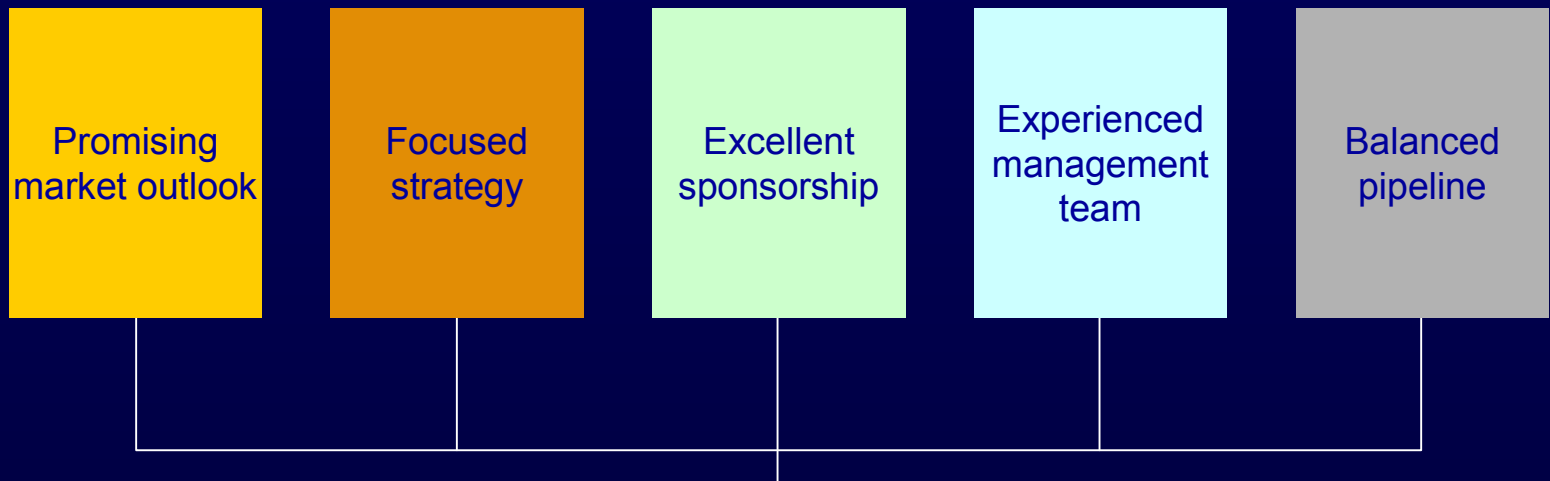 Promising
market outlook
Focused
strategy
Excellent
sponsorship
Experienced
management
team
Balanced
pipeline